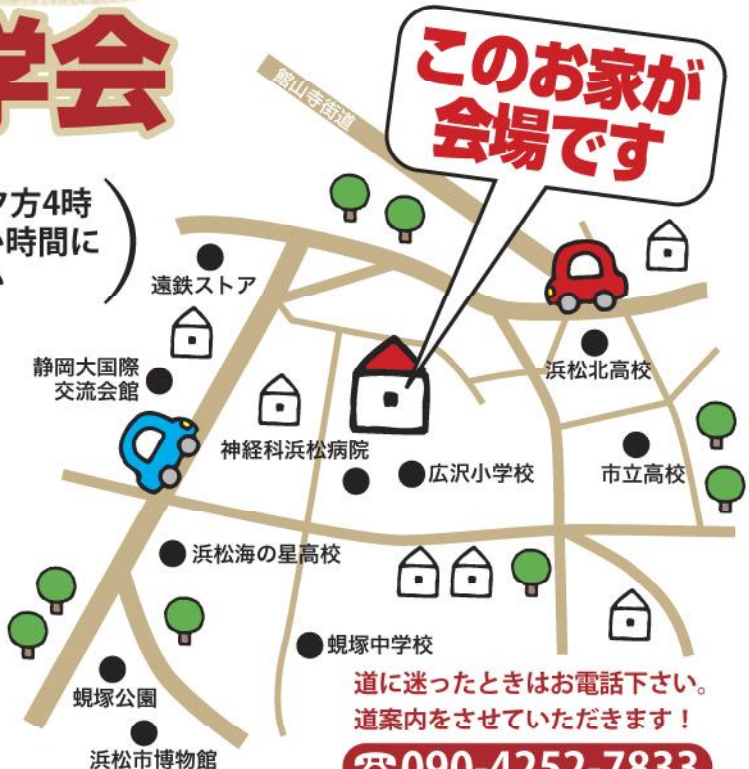 学会
夕方4時
時間に
館山寺街道
このお家が
会場です
遠鉄ストア
静岡大国際
交流会館
浜松北高校
神経科浜松病院
広沢小学校
市立高校
浜松海の星高校
蜆塚中学校
蜆塚公園
浜松市博物館
道に迷ったときはお電話下さい。
道案内をさせていただきます！
☎090-4252-7833